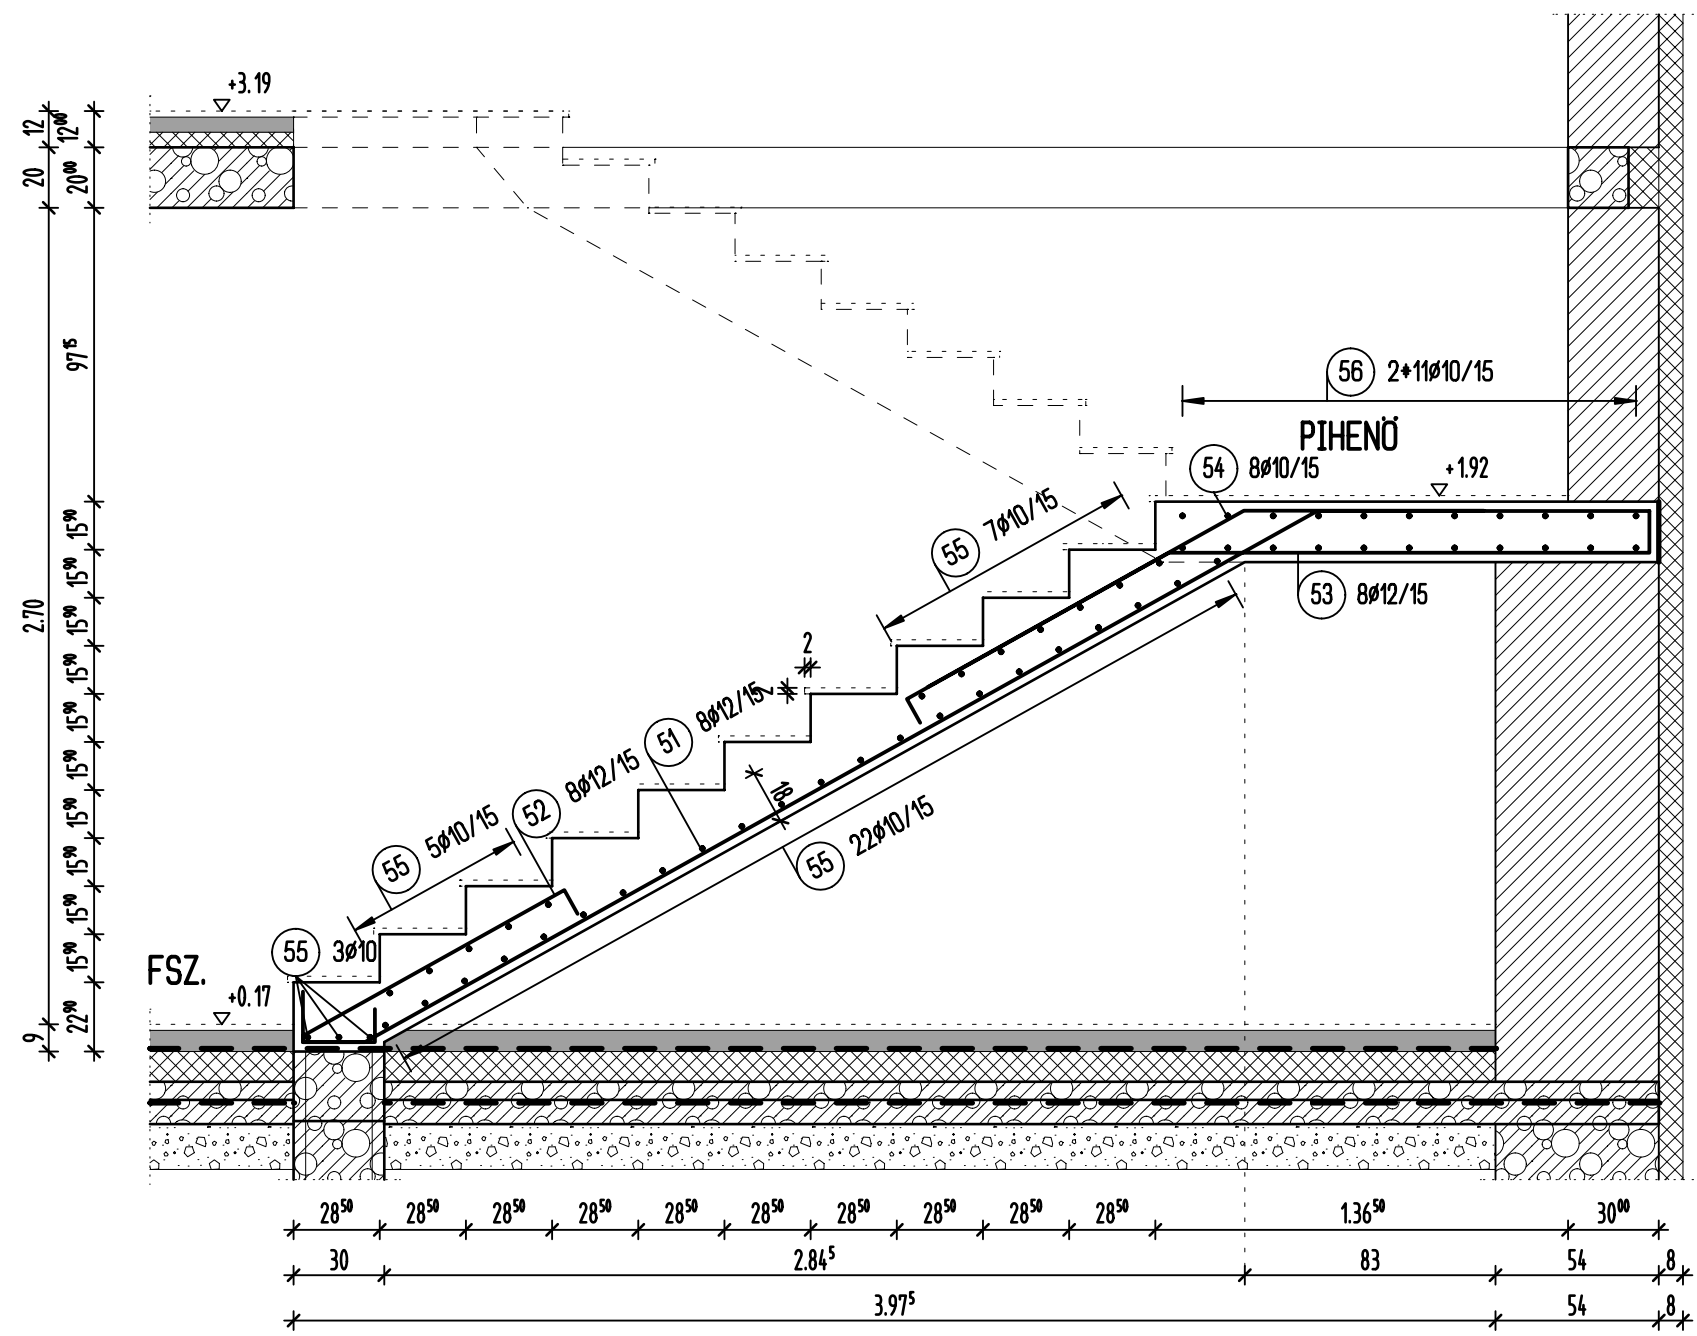 +3.19
12
12⁰⁰
20
20⁰⁰
97¹⁵
2.70
15⁹⁰
15⁹⁰
15⁹⁰
15⁹⁰
15⁹⁰
15⁹⁰
15⁹⁰
15⁹⁰
15⁹⁰
15⁹⁰
22⁹⁰
9
56 2*11ø10/15
PIHENŐ
54 8ø10/15
+1.92
55 7ø10/15
53 8ø12/15
2
2
51 8ø12/15
52 8ø12/15
18
55 5ø10/15
55 22ø10/15
55 3ø10
FSZ.
+0.17
28⁵⁰ 28⁵⁰ 28⁵⁰ 28⁵⁰ 28⁵⁰ 28⁵⁰ 28⁵⁰ 28⁵⁰ 28⁵⁰ 28⁵⁰ 1.36⁵⁰ 30⁰⁰
30 2.84⁵ 83 54 8
3.97⁵ 54 8